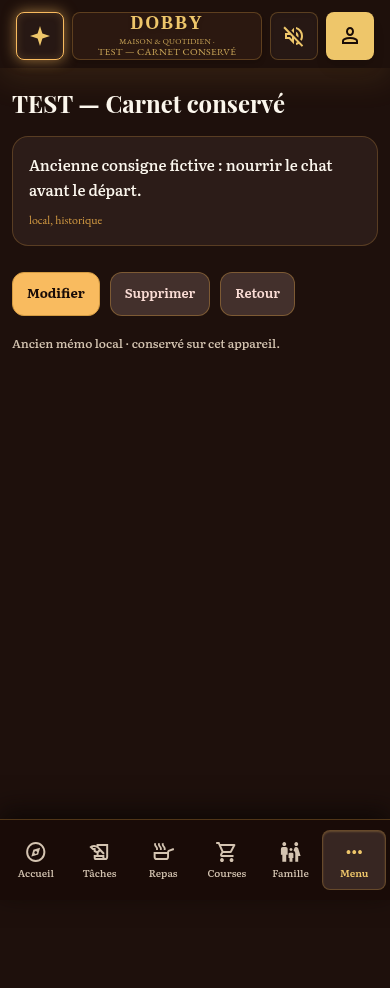 DOBBY
MAISON & QUOTIDIEN ·
TEST — CARNET CONSERVÉ
TEST — Carnet conservé
Ancienne consigne fictive : nourrir le chat
avant le départ.
local, historique
Modifier
Supprimer
Retour
Ancien mémo local · conservé sur cet appareil.
Accueil
Tâches
Repas
Courses
Famille
Menu